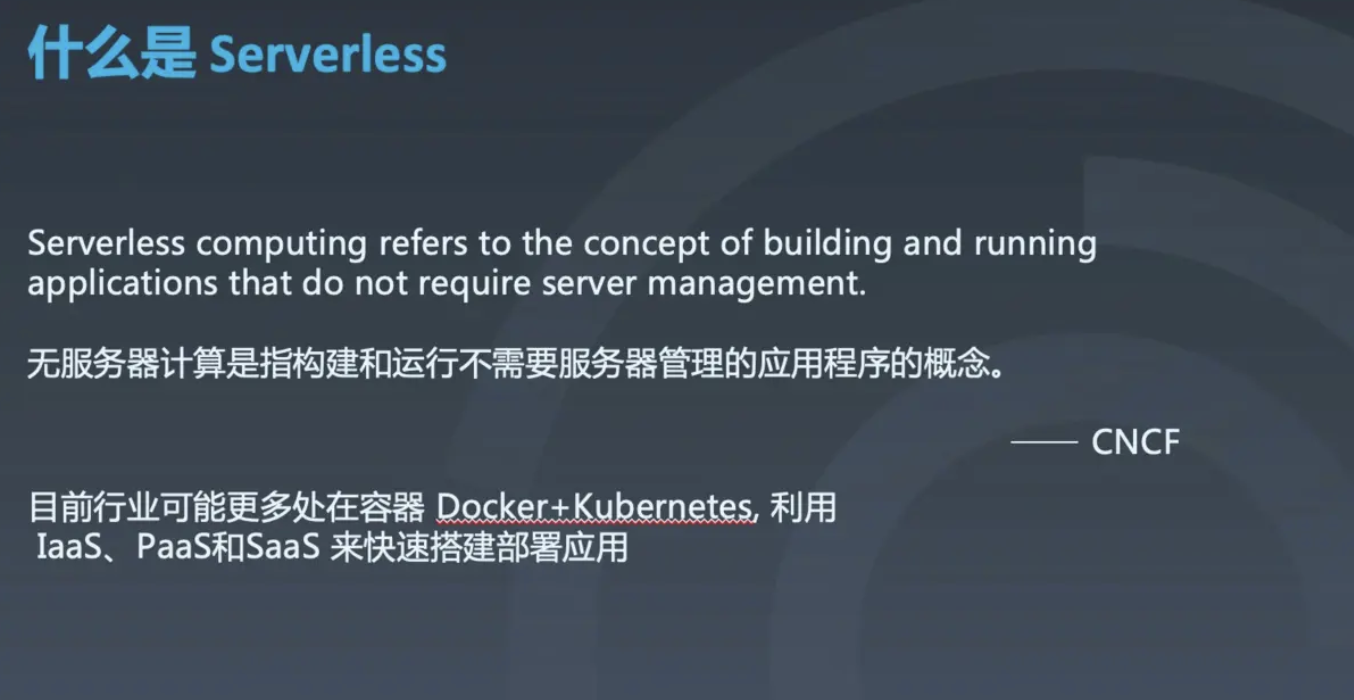 什么是 Serverless
Serverless computing refers to the concept of building and running
applications that do not require server management.
无服务器计算是指构建和运行不需要服务器管理的应用程序的概念。
—— CNCF
目前行业可能更多处在容器 Docker+Kubernetes, 利用
IaaS、PaaS和SaaS 来快速搭建部署应用